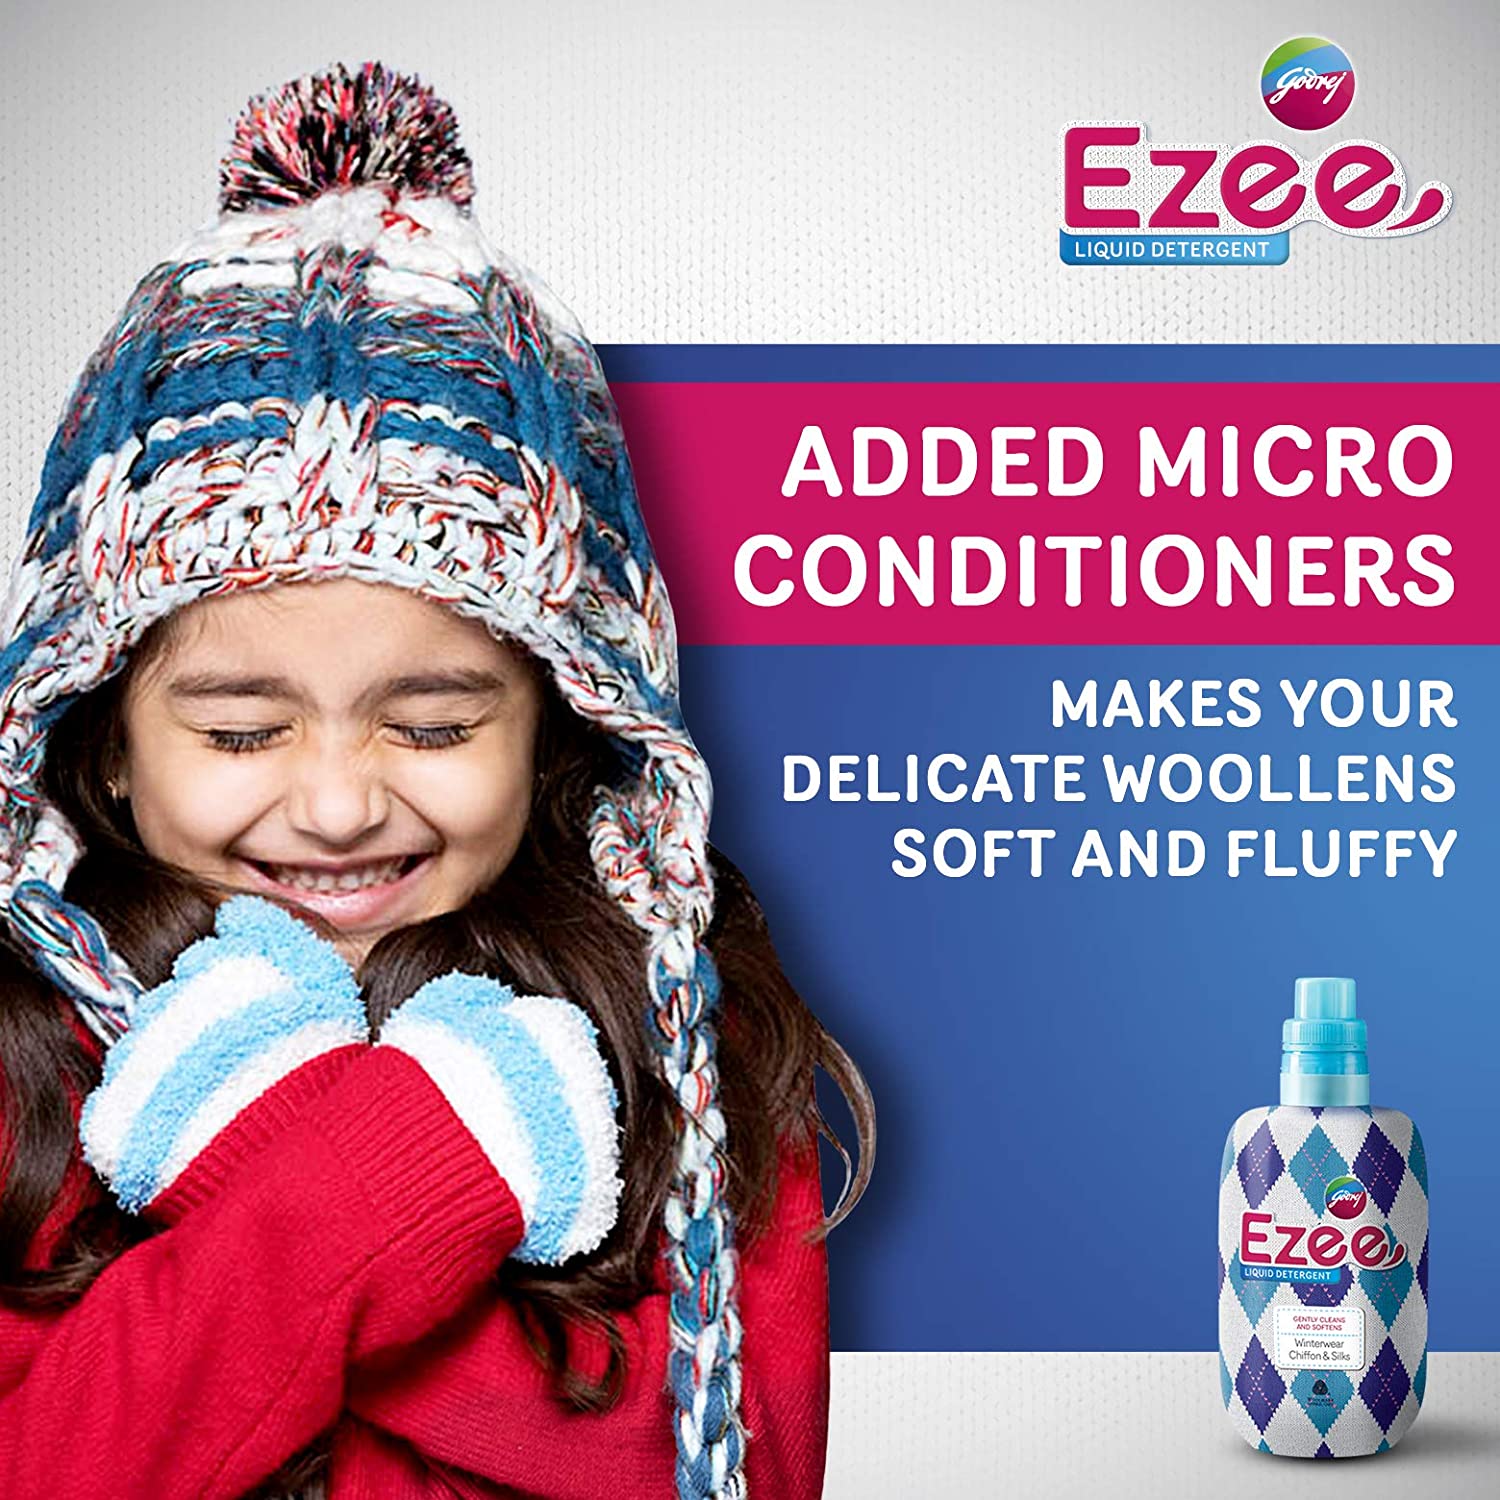 Godrej
Ezee
LIQUID DETERGENT
ADDED MICRO
CONDITIONERS
MAKES YOUR
DELICATE WOOLLENS
SOFT AND FLUFFY
Godrej
Ezee
LIQUID DETERGENT
GENTLY CLEANS
AND SOFTENS
Winterwear
Chiffon & Silks